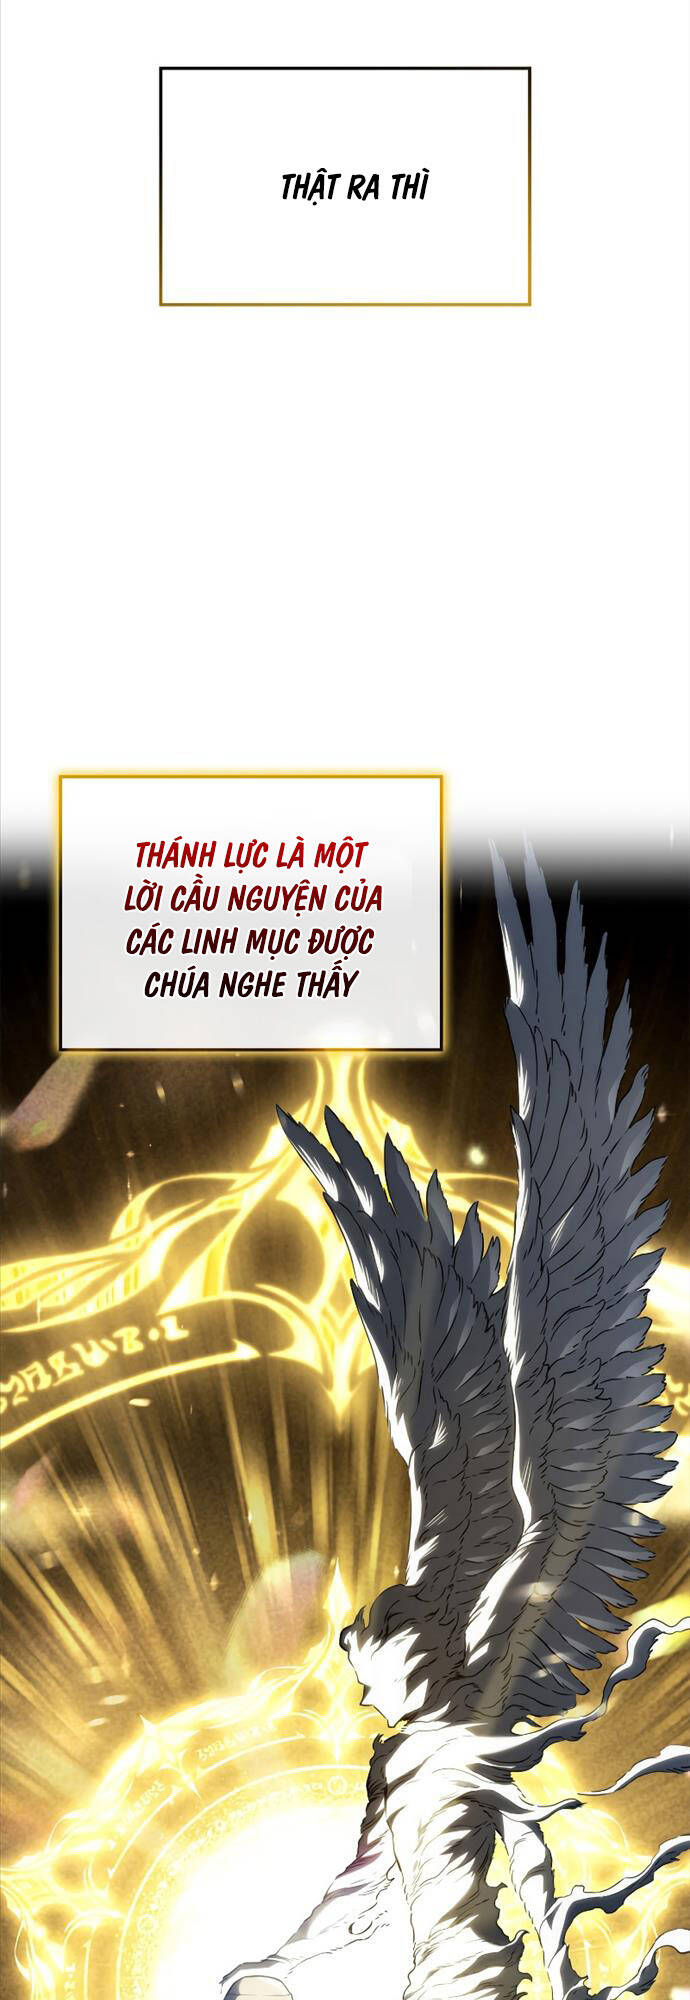 THẬT RA THÌ
THÁNH LỰC LÀ MỘT
LỜI CẦU NGUYỆN CỦA
CÁC LINH MỤC ĐƯỢC
CHÚA NGHE THẤY